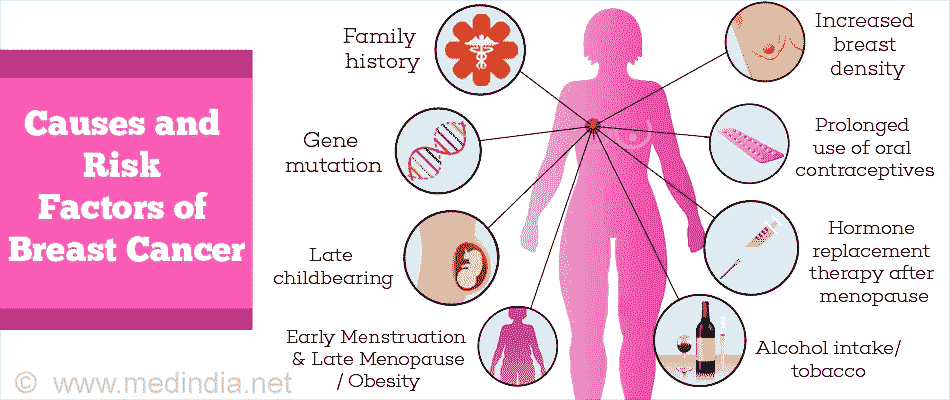 Causes and
Risk
Factors of
Breast Cancer
Family
history
Gene
mutation
Late
childbearing
Early Menstruation
& Late Menopause
/ Obesity
Increased
breast
density
Prolonged
use of oral
contraceptives
Hormone
replacement
therapy after
menopause
Alcohol intake/
tobacco
© www.medindia.net